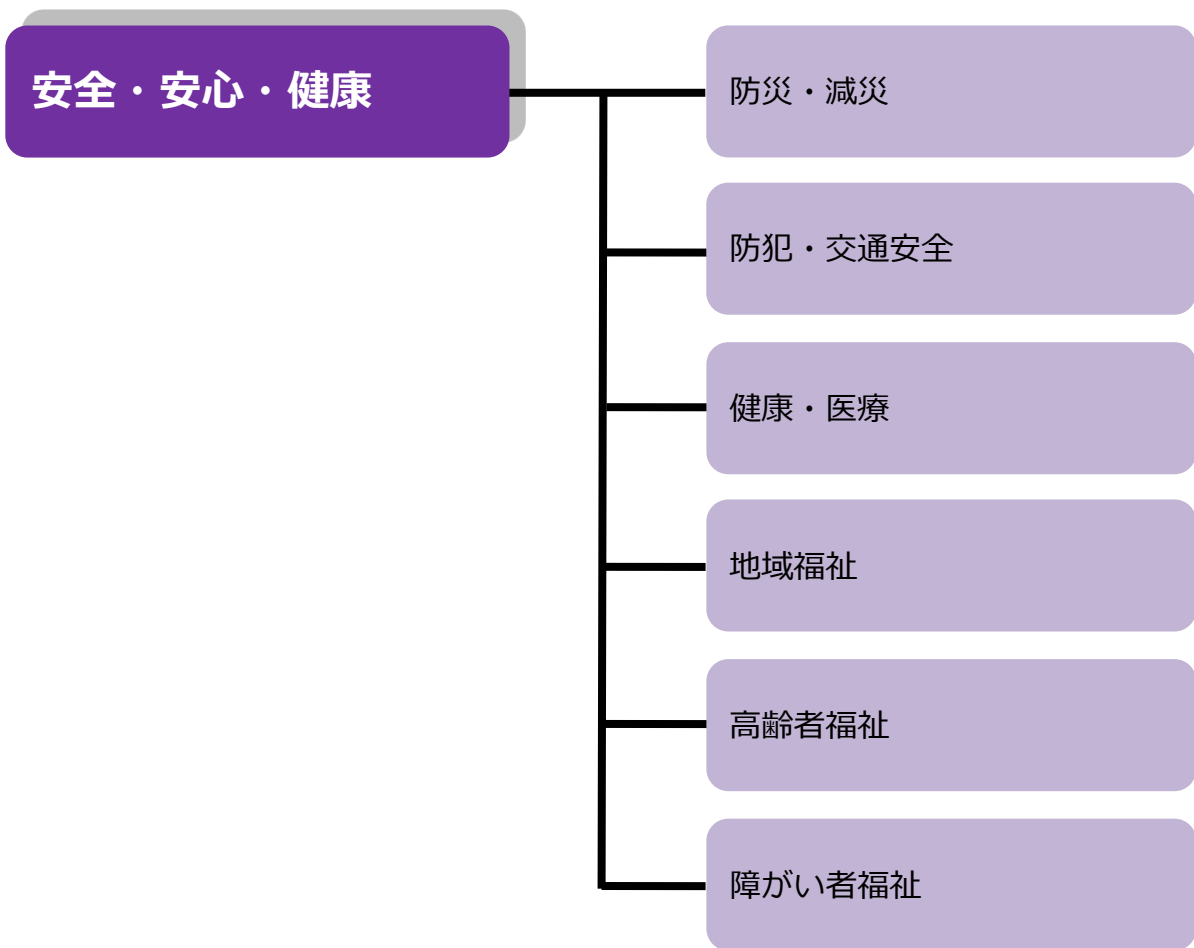 安全・安心・健康
防災・減災
防犯・交通安全
健康・医療
地域福祉
高齢者福祉
障がい者福祉